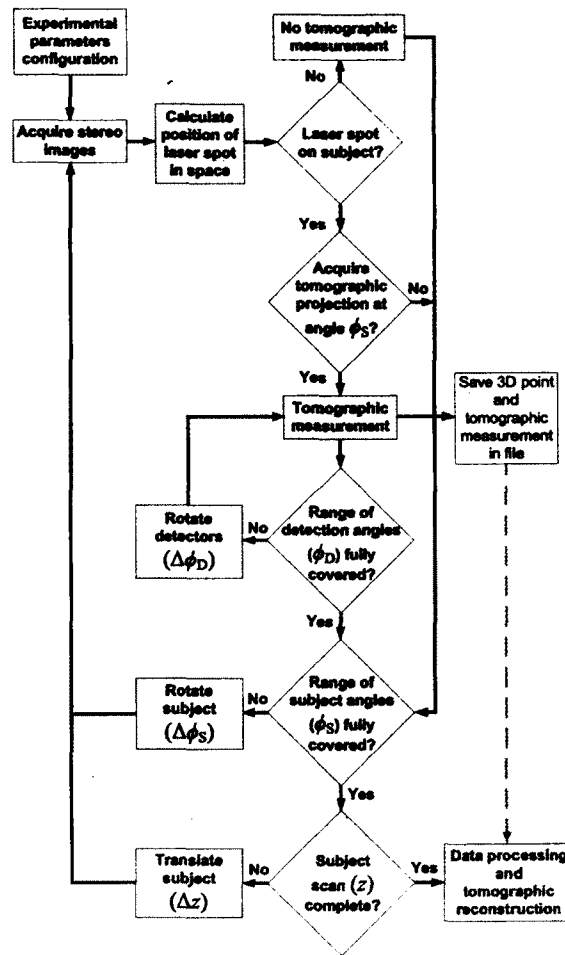 Experimental
parameters
configuration
No tomographic
measurement
No
Acquire stereo
images
Calculate
position of
laser spot
in space
Laser spot
on subject?
Yes
Acquire
tomographic
projection at
angle ϕS?
No
Yes
Tomographic
measurement
Save 3D point
and
tomographic
measurement
in file
Rotate
detectors
(ΔϕD)
No
Range of
detection angles
(ϕD) fully
covered?
Yes
Rotate
subject
(ΔϕS)
No
Range of
subject angles
(ϕS) fully
covered?
Yes
Translate
subject
(Δz)
No
Subject
scan (z)
complete?
Yes
Data processing
and
tomographic
reconstruction